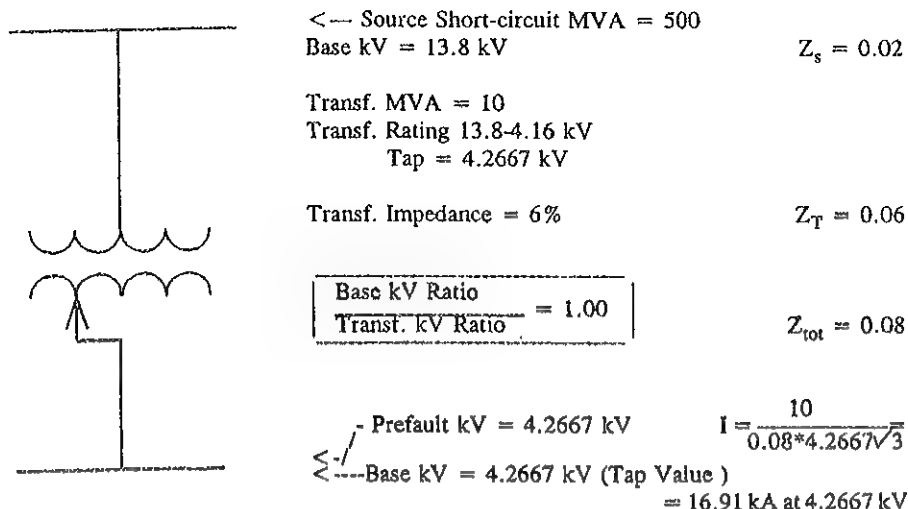 <--- Source Short-circuit MVA = 500
Base kV = 13.8 kV
Z_s = 0.02
Transf. MVA = 10
Transf. Rating 13.8-4.16 kV
Tap = 4.2667 kV
Transf. Impedance = 6%
Z_T = 0.06
Base kV Ratio
Transf. kV Ratio
= 1.00
Z_tot = 0.08
Prefault kV = 4.2667 kV
I = 10
0.08*4.2667√3
=
<----Base kV = 4.2667 kV (Tap Value )
= 16.91 kA at 4.2667 kV